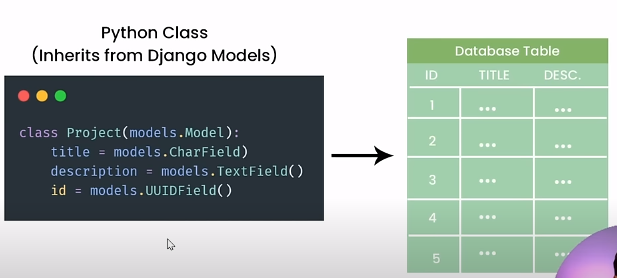 Python Class
(Inherits from Django Models)
class Project(models.Model):
title = models.CharField)
description = models.TextField()
id = models.UUIDField()
Database Table
ID TITLE DESC.
1 ... ...
2 ... ...
3 ... ...
4 ... ...
5 ... ...